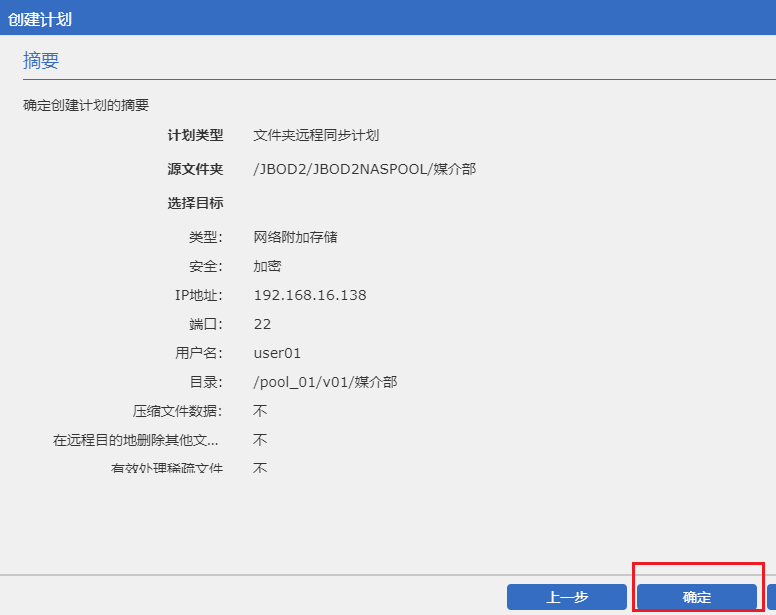 创建计划
摘要
确定创建计划的摘要
计划类型 文件夹远程同步计划
源文件夹 /JBOD2/JBOD2NASPOOL/媒介部
选择目标
类型: 网络附加存储
安全: 加密
IP地址: 192.168.16.138
端口: 22
用户名: user01
目录: /pool_01/v01/媒介部
压缩文件数据: 不
在远程目的地删除其他文... 不
有效处理稀疏文件 不
上一步 确定